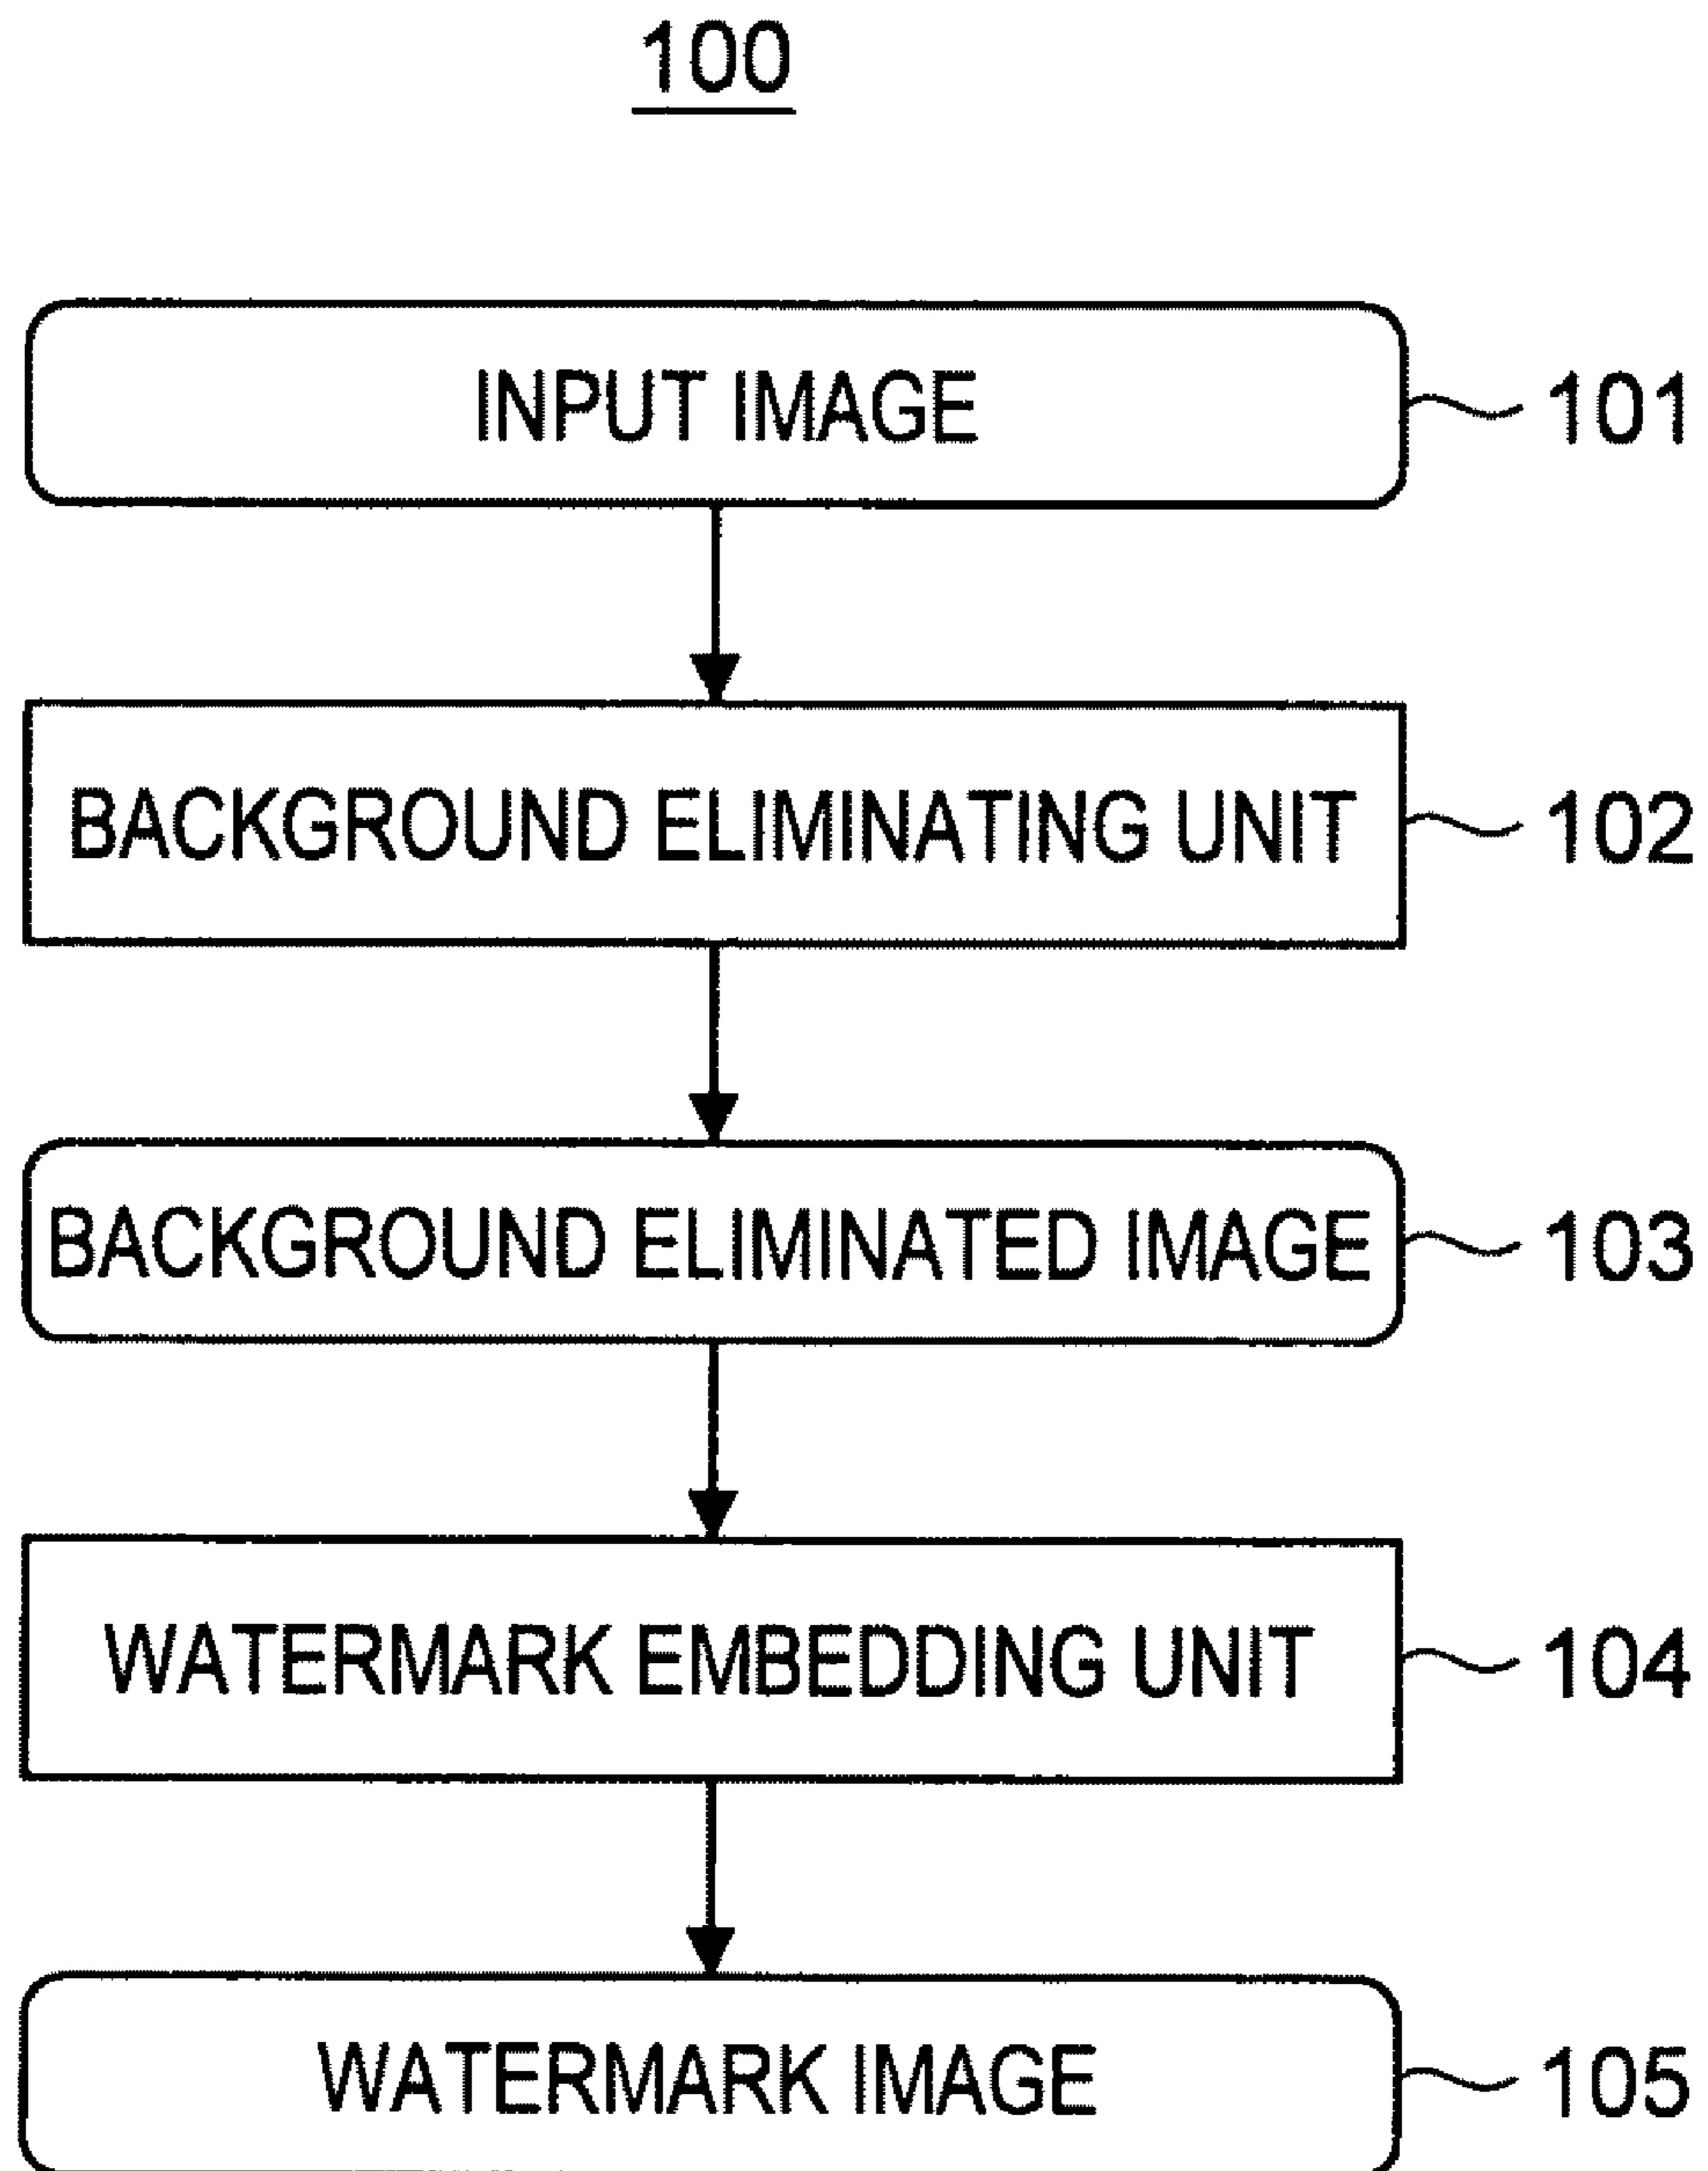 100
INPUT IMAGE
101
BACKGROUND ELIMINATING UNIT
102
BACKGROUND ELIMINATED IMAGE
103
WATERMARK EMBEDDING UNIT
104
WATERMARK IMAGE
105